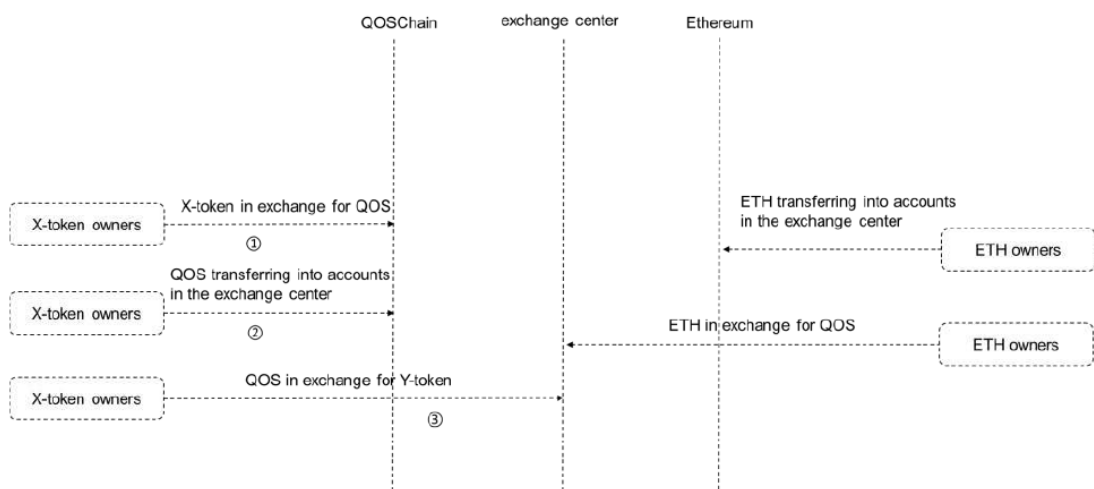 QOSChain
exchange center
Ethereum
X-token owners
X-token in exchange for QOS
①
ETH transferring into accounts
in the exchange center
ETH owners
X-token owners
QOS transferring into accounts
in the exchange center
②
ETH in exchange for QOS
ETH owners
X-token owners
QOS in exchange for Y-token
③